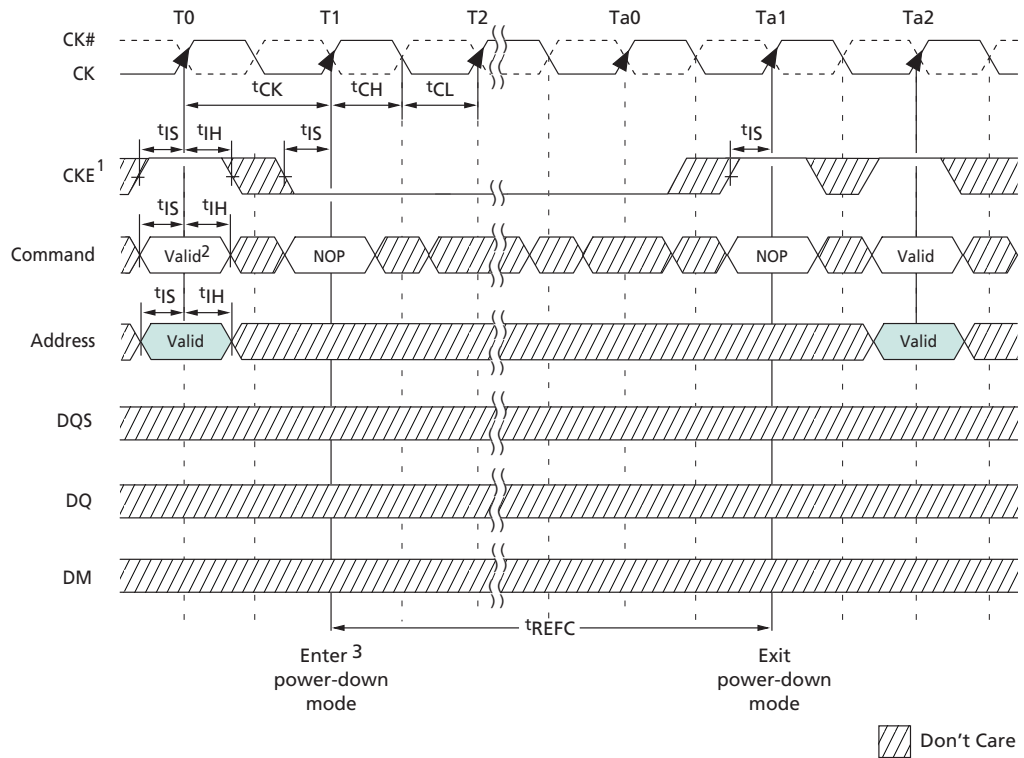 T0 T1 T2 Ta0 Ta1 Ta2
CK#
CK
tCK tCH tCL
tIS tIH tIS tIS
CKE1
tIS tIH
Command Valid2 NOP NOP Valid
tIS tIH
Address Valid Valid
DQS
DQ
DM
tREFC
Enter 3
power-down
mode
Exit
power-down
mode
Don't Care